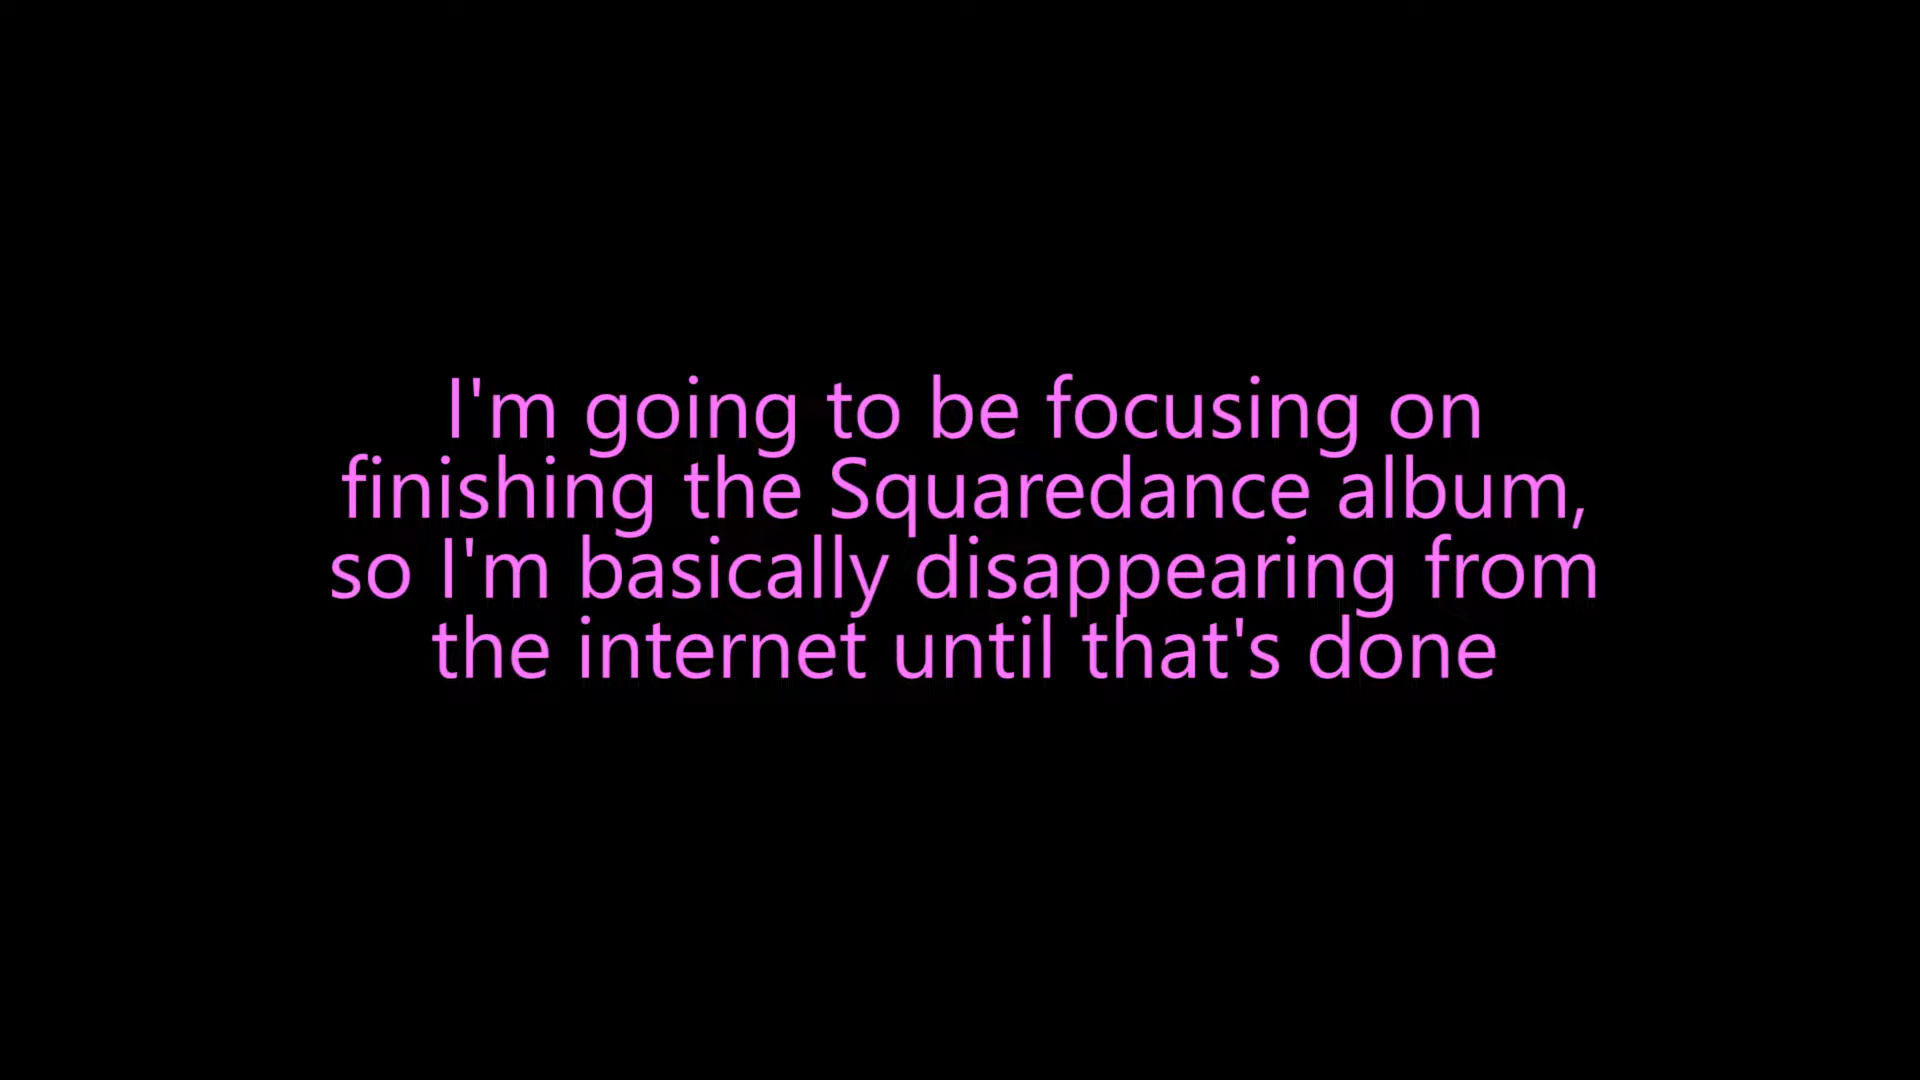 I'm going to be focusing on
finishing the Squaredance album,
so I'm basically disappearing from
the internet until that's done